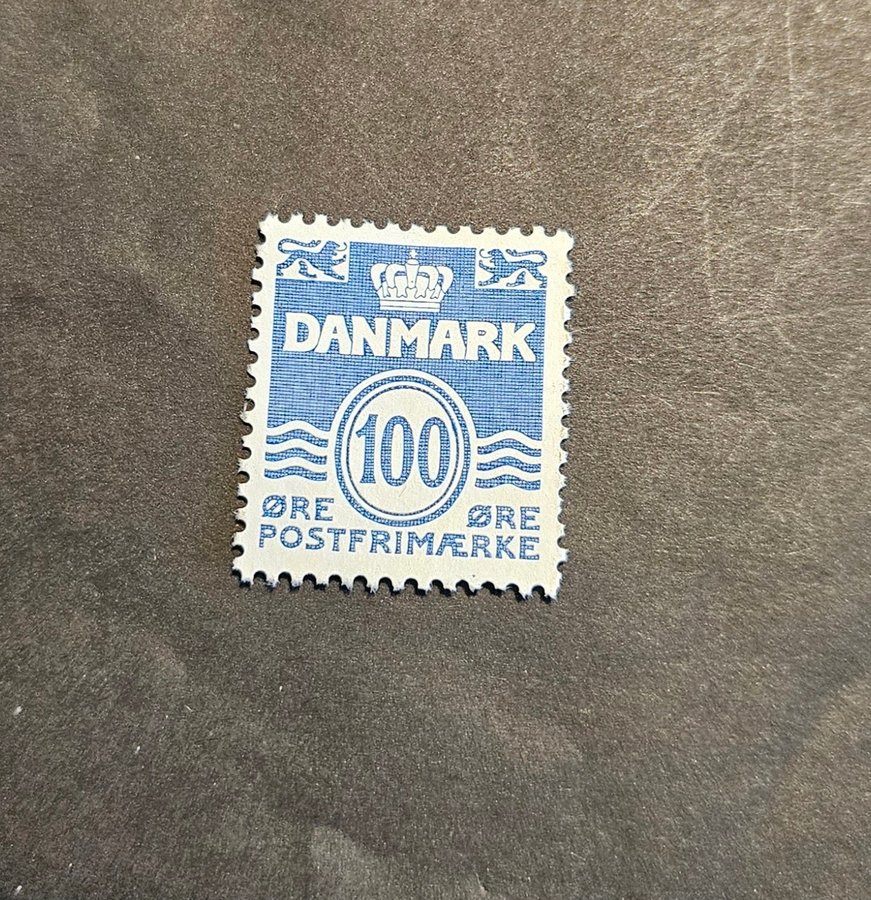 DANMARK
100
ØRE ØRE
POSTFRIMÆRKE